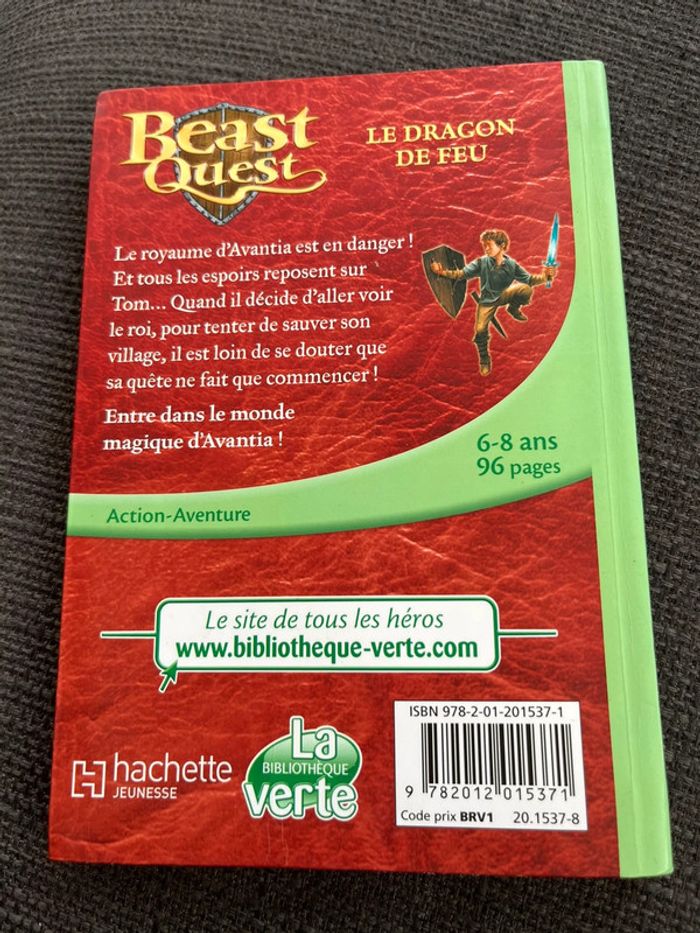 Beast
Quest
LE DRAGON
DE FEU
Le royaume d'Avantia est en danger !
Et tous les espoirs reposent sur
Tom... Quand il décide d'aller voir
le roi, pour tenter de sauver son
village, il est loin de se douter que
sa quête ne fait que commencer !
Entre dans le monde
magique d'Avantia !
6-8 ans
96 pages
Action-Aventure
Le site de tous les héros
www.bibliotheque-verte.com
hachette
JEUNESSE
La
BIBLIOTHÈQUE
verte
ISBN 978-2-01-201537-1
9 782012 015371
Code prix BRV1 20.1537-8